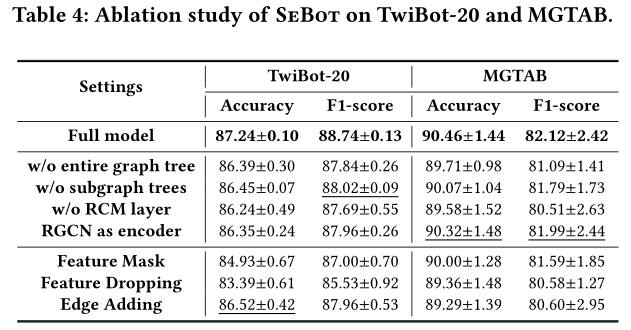 Table 4: Ablation study of SEBOT on TwiBot-20 and MGTAB.
Settings TwiBot-20 MGTAB
Accuracy F1-score Accuracy F1-score
Full model 87.24±0.10 88.74±0.13 90.46±1.44 82.12±2.42
w/o entire graph tree 86.39±0.30 87.84±0.26 89.71±0.98 81.09±1.41
w/o subgraph trees 86.45±0.07 88.02±0.09 90.07±1.04 81.79±1.73
w/o RCM layer 86.24±0.49 87.69±0.55 89.58±1.52 80.51±2.63
RGCN as encoder 86.35±0.24 87.96±0.26 90.32±1.48 81.99±2.44
Feature Mask 84.93±0.67 87.00±0.70 90.00±1.28 81.59±1.85
Feature Dropping 83.39±0.61 85.53±0.92 89.36±1.48 80.58±1.27
Edge Adding 86.52±0.42 87.96±0.53 89.29±1.39 80.60±2.95